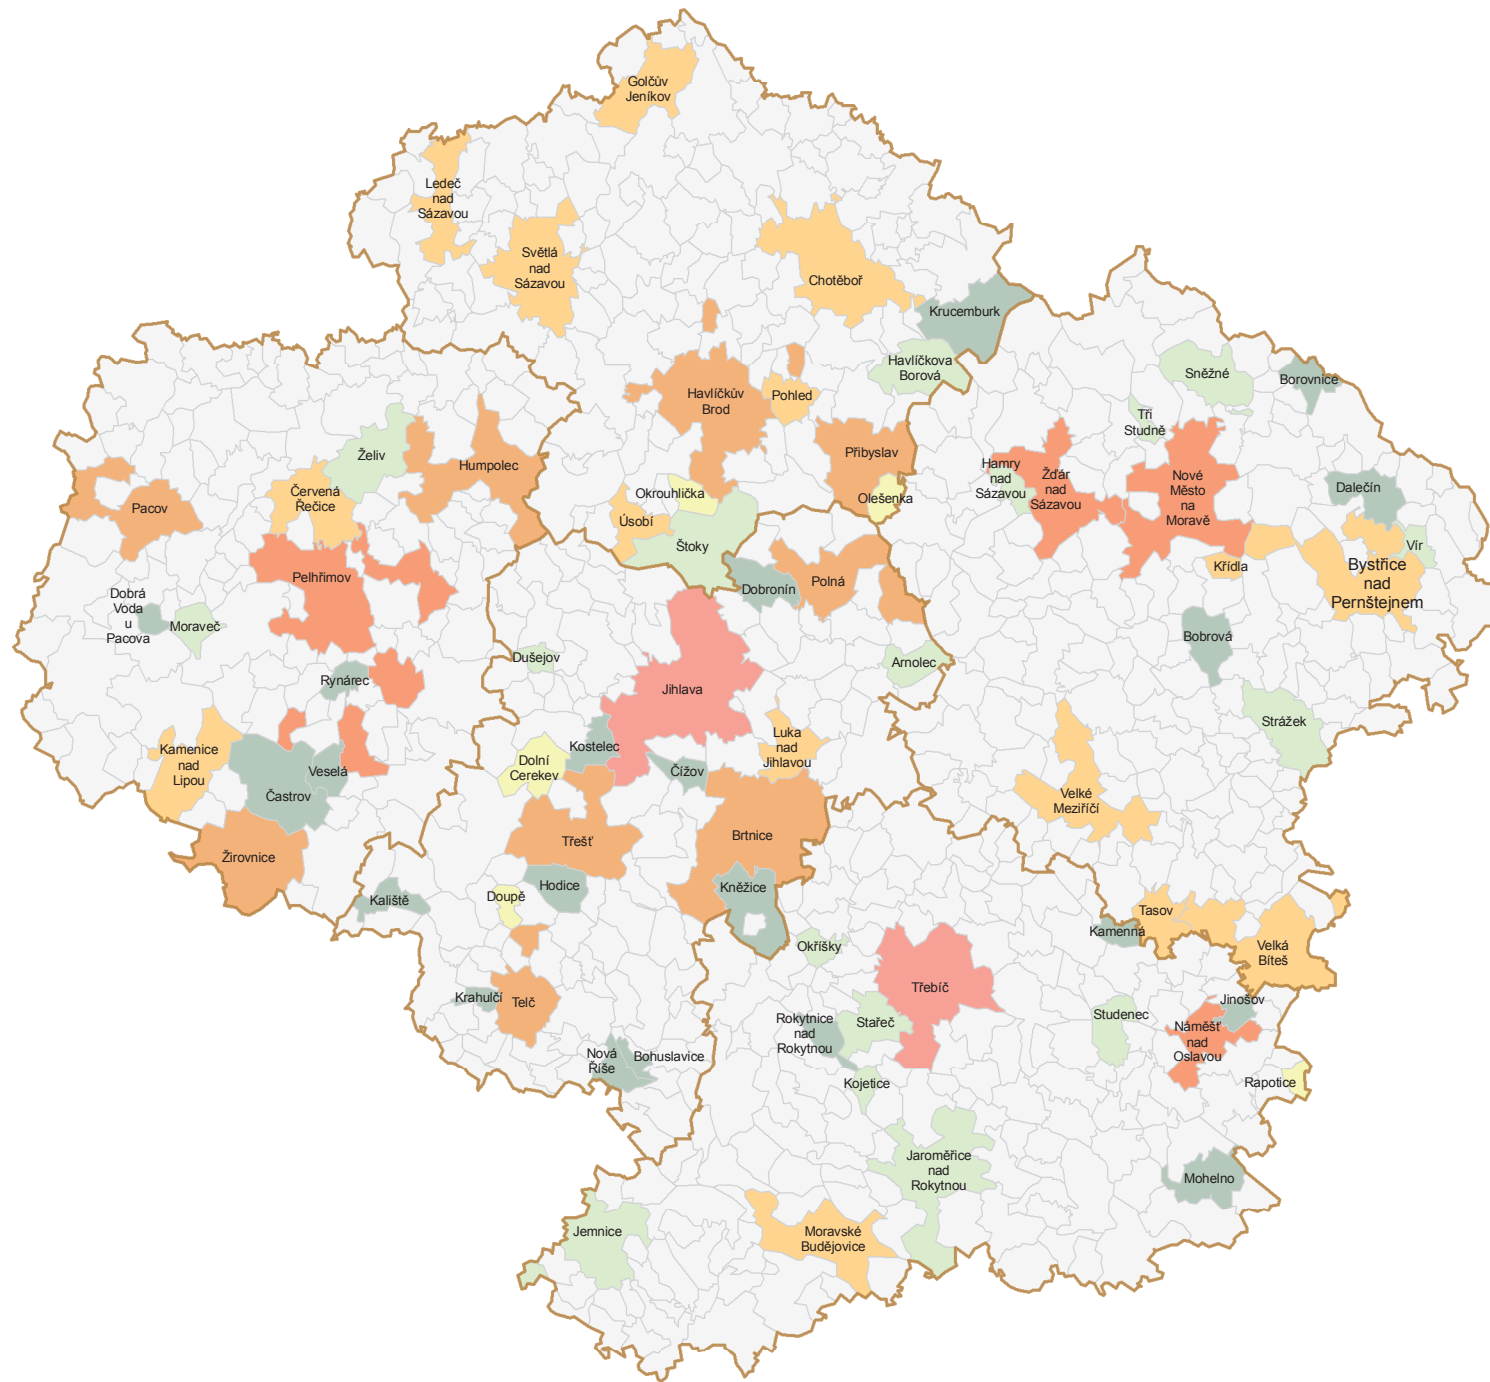 Golčův
Jeníkov
Ledeč
nad
Sázavou
Světlá
nad
Sázavou
Chotěboř
Krucemburk
Havlíčkova
Borová
Sněžné
Borovnice
Havlíčkův
Brod
Pohled
Tři
Studně
Želiv
Humpolec
Přibyslav
Hamry
nad
Sázavou
Žďár
nad
Sázavou
Nové
Město
na
Moravě
Dalečín
Pacov
Červená
Řečice
Okrouhlička
Olešenka
Úsobí
Štoky
Vír
Křídla
Bystřice
nad
Pernštejnem
Pelhřimov
Dobronín
Polná
Dobrá
Voda
u
Pacova
Moraveč
Bobrová
Dušejov
Arnolec
Rynárec
Jihlava
Strážek
Kamenice
nad
Lipou
Kostelec
Luka
nad
Jihlavou
Dolní
Cerekev
Čížov
Veselá
Častrov
Velké
Meziříčí
Třešť
Brtnice
Žirovnice
Hodice
Kněžice
Kaliště
Doupě
Tasov
Kamenná
Okříšky
Velká
Bíteš
Třebíč
Krahulčí
Telč
Jinošov
Studenec
Rokytnice
nad
Rokytnou
Stařeč
Náměšť
nad
Oslavou
Nová
Říše
Bohuslavice
Kojetice
Rapotice
Jaroměřice
nad
Rokytnou
Mohelno
Jemnice
Moravské
Budějovice